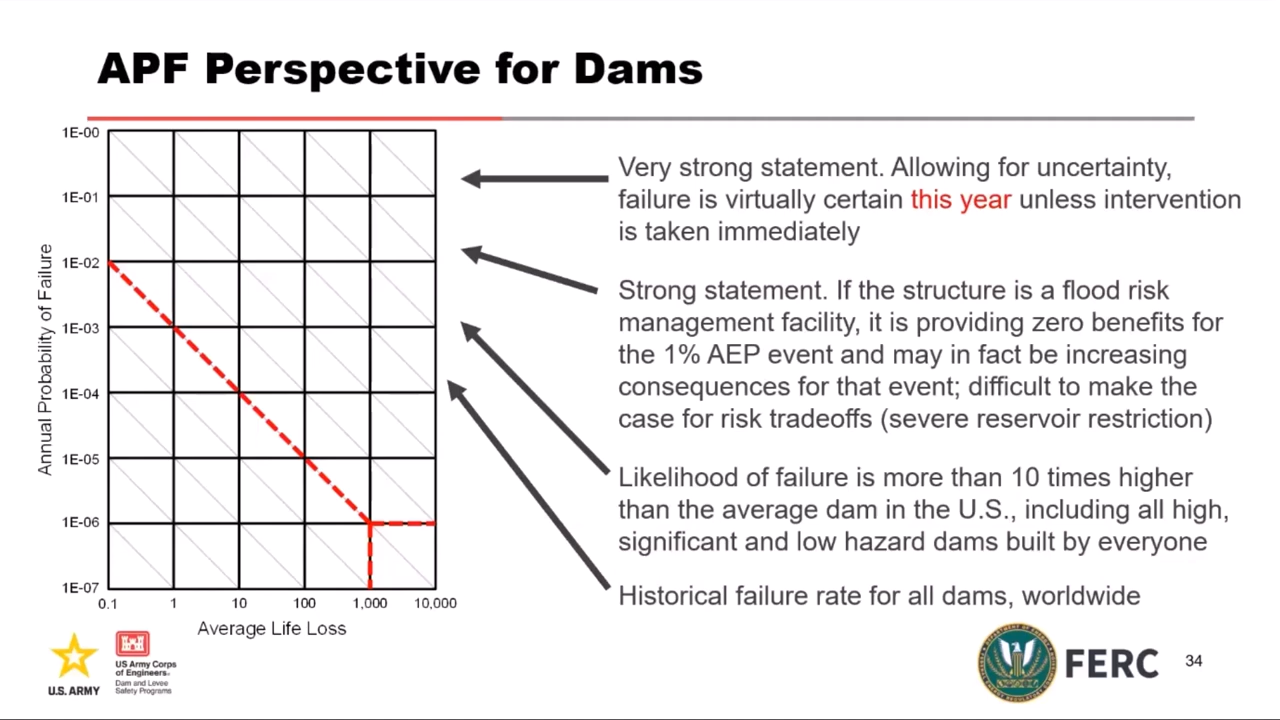 APF Perspective for Dams
1E-00
1E-01
1E-02
1E-03
1E-04
1E-05
1E-06
1E-07
Annual Probability of Failure
0.1 1 10 100 1,000 10,000
Average Life Loss
Very strong statement. Allowing for uncertainty,
failure is virtually certain this year unless intervention
is taken immediately
Strong statement. If the structure is a flood risk
management facility, it is providing zero benefits for
the 1% AEP event and may in fact be increasing
consequences for that event; difficult to make the
case for risk tradeoffs (severe reservoir restriction)
Likelihood of failure is more than 10 times higher
than the average dam in the U.S., including all high,
significant and low hazard dams built by everyone
Historical failure rate for all dams, worldwide
U.S. ARMY
US Army Corps
of Engineers.
Dam and Levee
Safety Programs
FERC
34